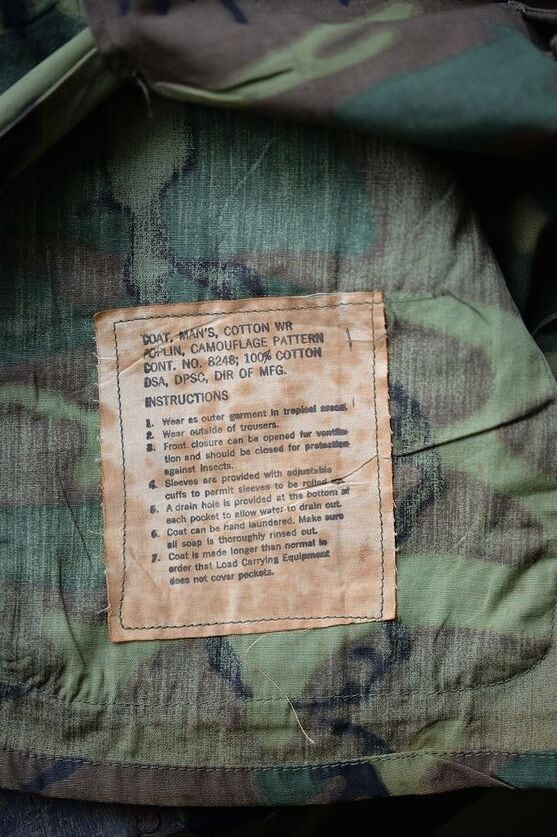 COAT, MAN'S, COTTON WR
POPLIN, CAMOUFLAGE PATTERN
CONT. NO. 8248; 100% COTTON
DSA, DPSC, DIR OF MFG.
INSTRUCTIONS
1. Wear as outer garment in tropical areas.
2. Wear outside of trousers.
3. Front closure can be opened for ventila-
tion and should be closed for protection
against insects.
4. Sleeves are provided with adjustable
cuffs to permit sleeves to be rolled up.
5. A drain hole is provided at the bottom of
each pocket to allow water to drain out.
6. Coat can be hand laundered. Make sure
all soap is thoroughly rinsed out.
7. Coat is made longer than normal in
order that Load Carrying Equipment
does not cover pockets.